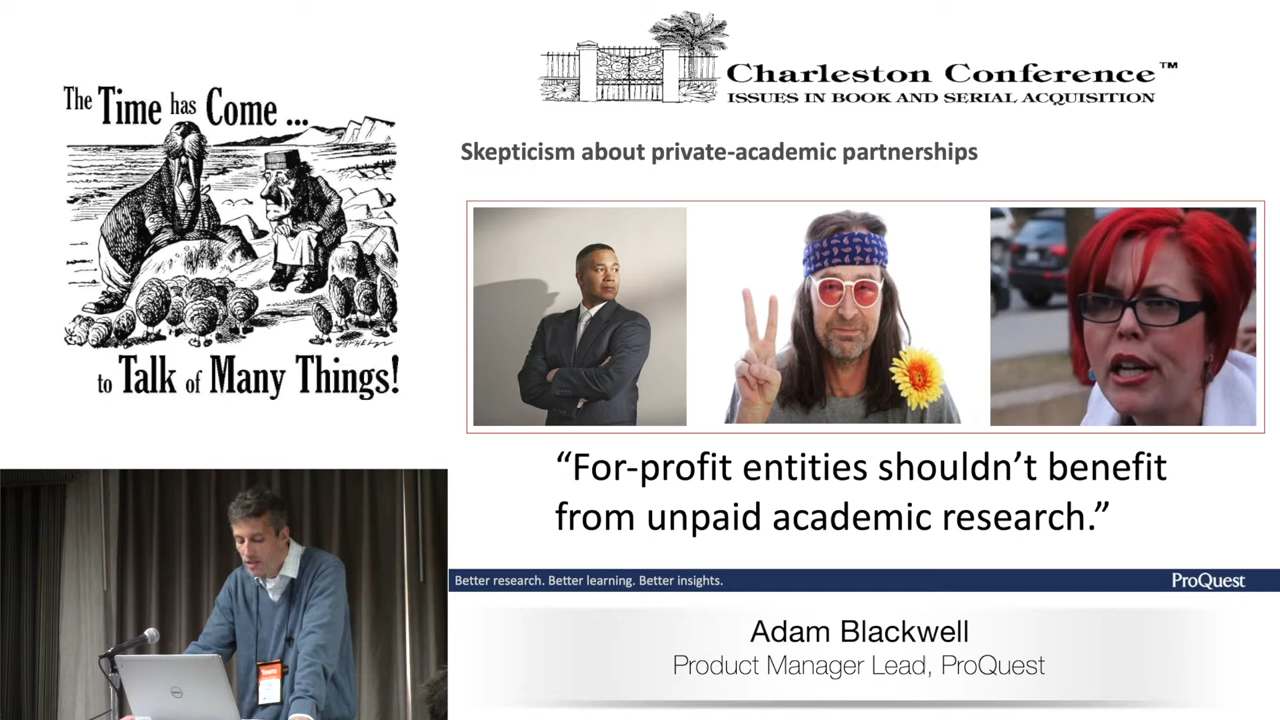 The Time has Come ...
to Talk of Many Things!
Charleston Conference™
ISSUES IN BOOK AND SERIAL ACQUISITION
Skepticism about private-academic partnerships
“For-profit entities shouldn’t benefit
from unpaid academic research.”
Better research. Better learning. Better insights.
ProQuest
Adam Blackwell
Product Manager Lead, ProQuest
DELL